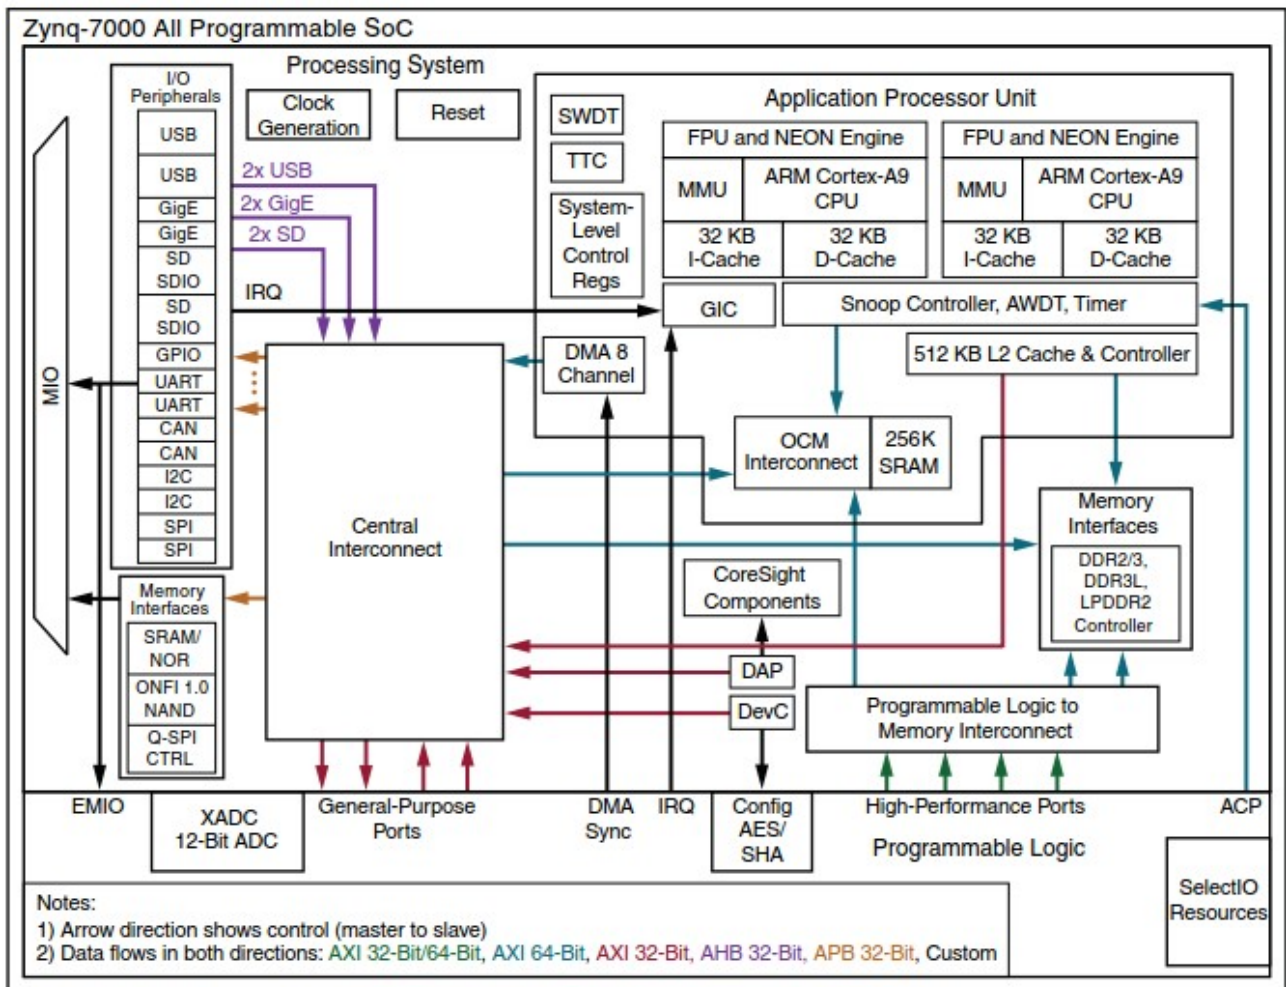 Zynq-7000 All Programmable SoC
Processing System
I/O
Peripherals
USB
USB
GigE
GigE
SD
SDIO
SD
SDIO
GPIO
UART
UART
CAN
CAN
I2C
I2C
SPI
SPI
MIO
Memory
Interfaces
SRAM/
NOR
ONFI 1.0
NAND
Q-SPI
CTRL
Clock
Generation
Reset
2x USB
2x GigE
2x SD
IRQ
Central
Interconnect
Application Processor Unit
SWDT
TTC
System-
Level
Control
Regs
FPU and NEON Engine
MMU
ARM Cortex-A9
CPU
32 KB
I-Cache
32 KB
D-Cache
FPU and NEON Engine
MMU
ARM Cortex-A9
CPU
32 KB
I-Cache
32 KB
D-Cache
GIC
Snoop Controller, AWDT, Timer
DMA 8
Channel
512 KB L2 Cache & Controller
OCM
Interconnect
256K
SRAM
Memory
Interfaces
DDR2/3,
DDR3L,
LPDDR2
Controller
CoreSight
Components
DAP
DevC
Programmable Logic to
Memory Interconnect
EMIO
XADC
12-Bit ADC
General-Purpose
Ports
DMA
Sync
IRQ
Config
AES/
SHA
High-Performance Ports
ACP
Programmable Logic
SelectIO
Resources
Notes:
1) Arrow direction shows control (master to slave)
2) Data flows in both directions: AXI 32-Bit/64-Bit, AXI 64-Bit, AXI 32-Bit, AHB 32-Bit, APB 32-Bit, Custom